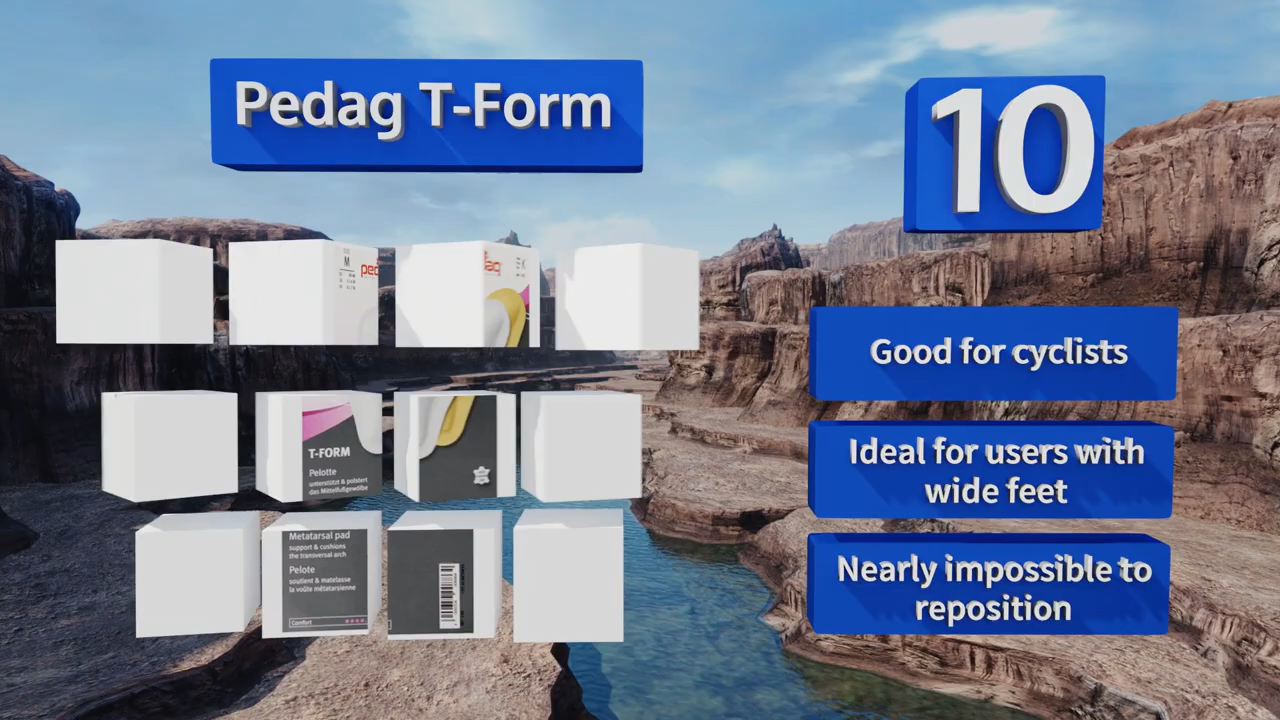 Pedag T-Form
10
Good for cyclists
Ideal for users with
wide feet
Nearly impossible to
reposition
M
T-FORM
Pelotte
unterstützt & polstert
das Mittelfußgewölbe
Metatarsal pad
support & cushions
the transversal arch
Pelote
soutient & matelasse
la voûte métatarsienne
Comfort